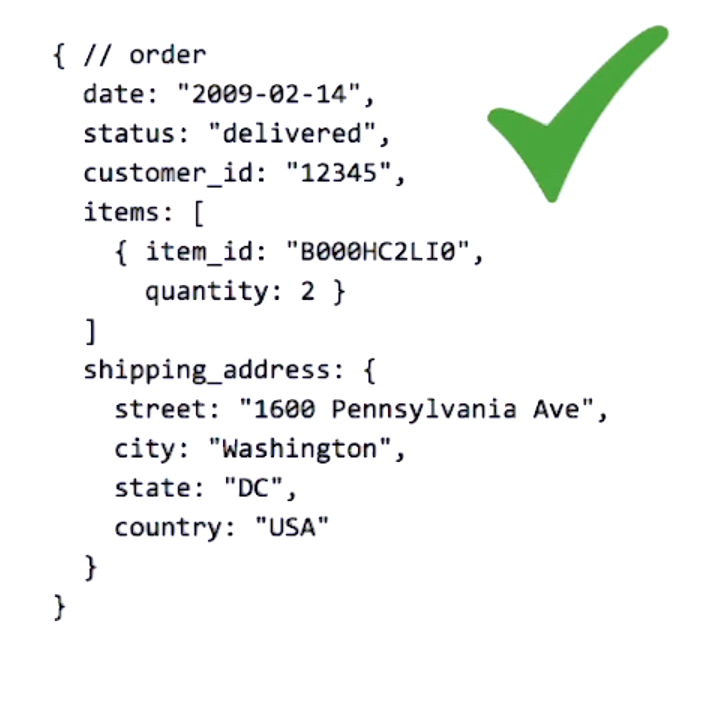 { // order
  date: "2009-02-14",
  status: "delivered",
  customer_id: "12345",
  items: [
    { item_id: "B000HC2LI0",
      quantity: 2 }
  ]
  shipping_address: {
    street: "1600 Pennsylvania Ave",
    city: "Washington",
    state: "DC",
    country: "USA"
  }
}